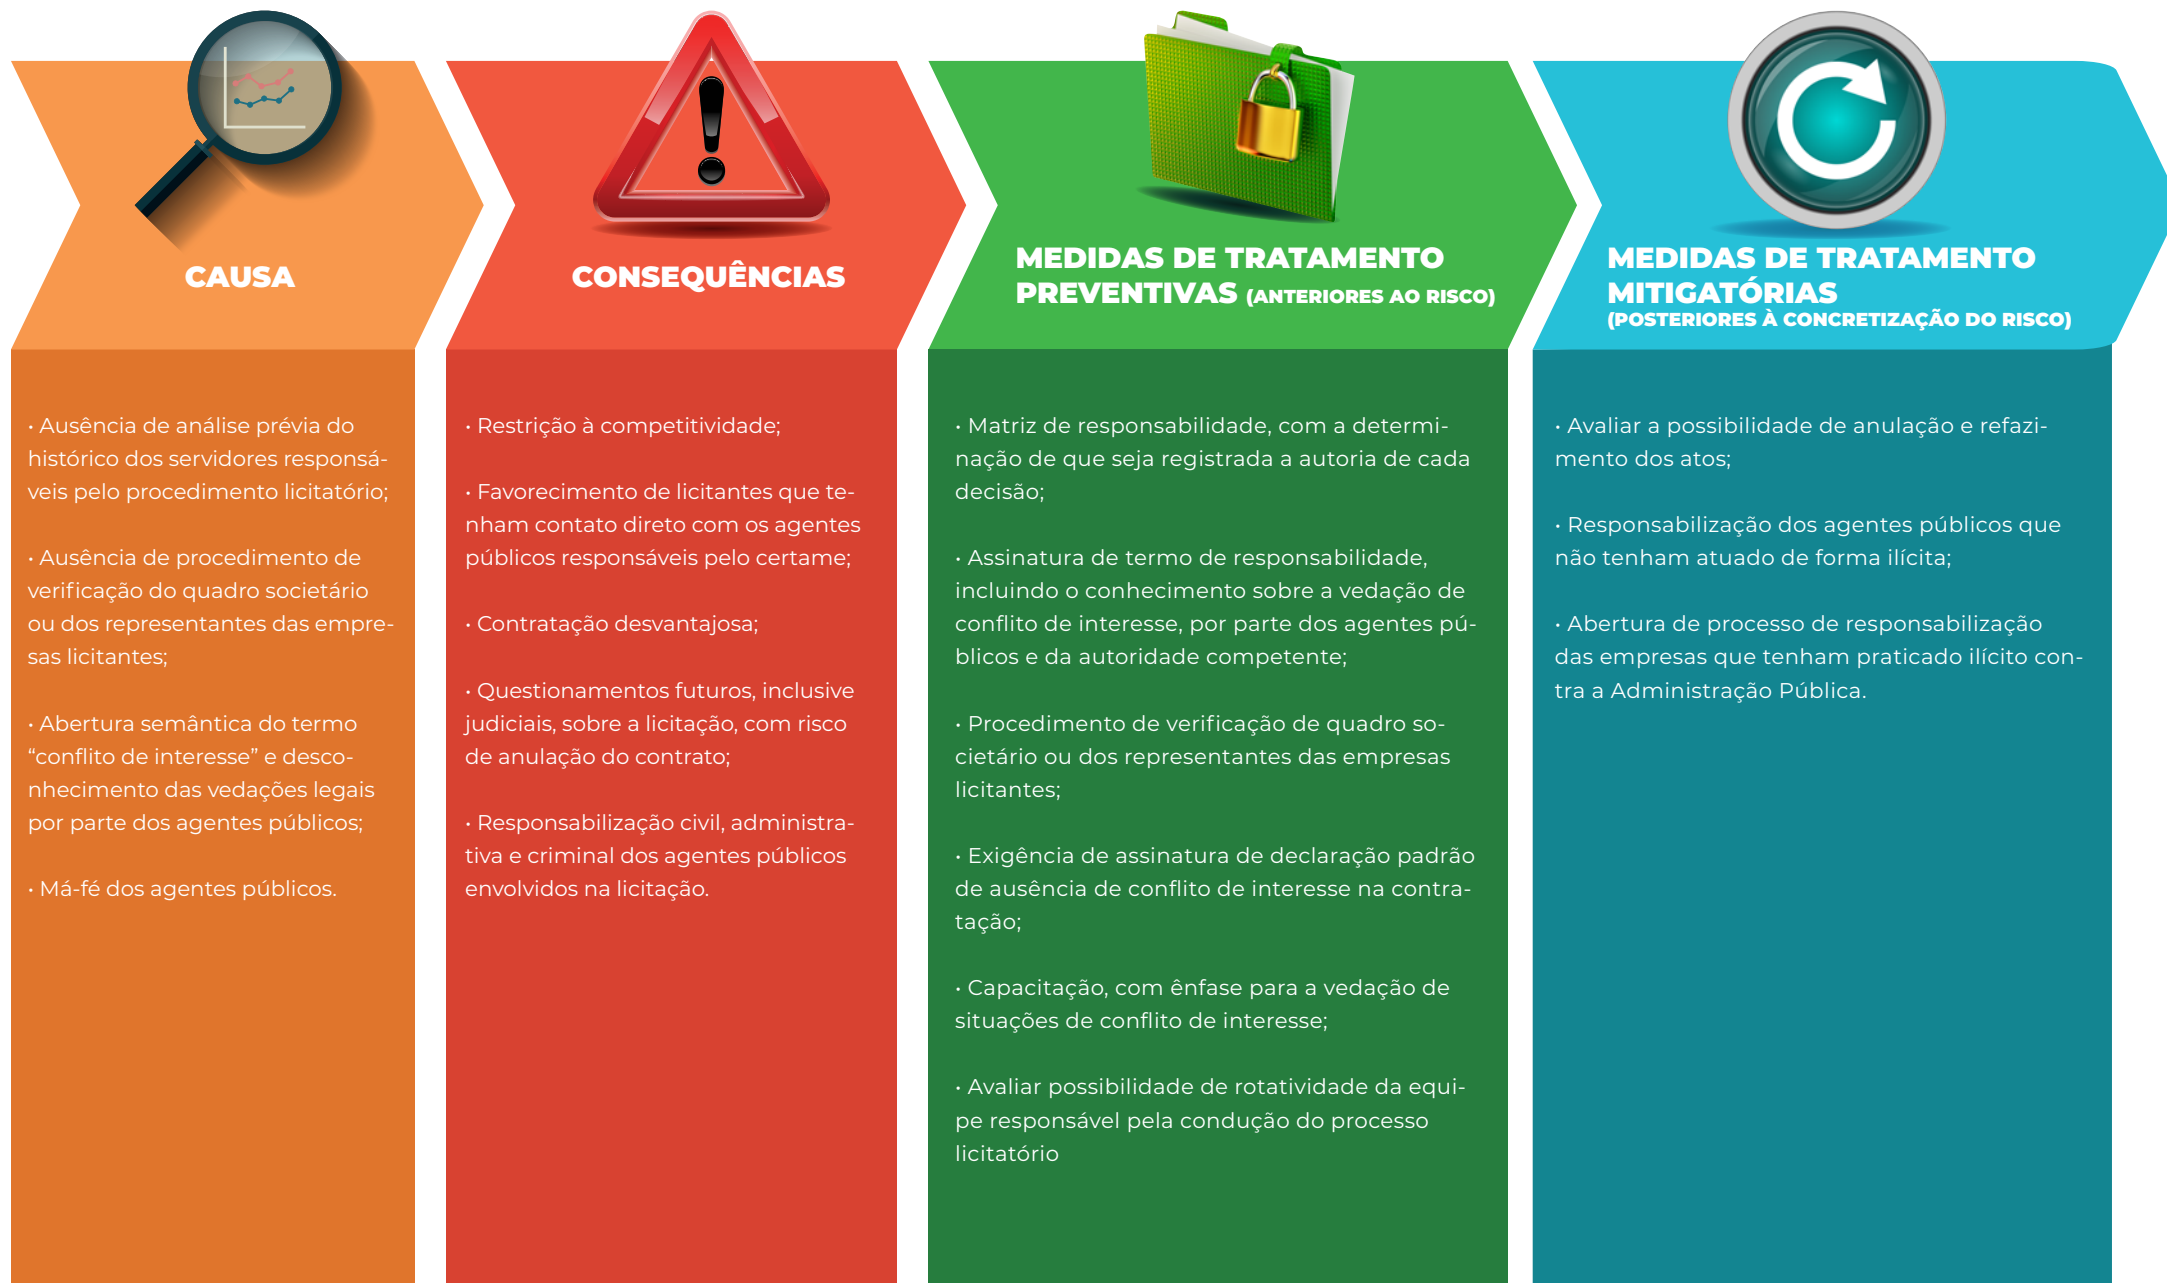 CAUSA
• Ausência de análise prévia do
histórico dos servidores responsá-
veis pelo procedimento licitatório;
• Ausência de procedimento de
verificação do quadro societário
ou dos representantes das empre-
sas licitantes;
• Abertura semântica do termo
“conflito de interesse” e desco-
nhecimento das vedações legais
por parte dos agentes públicos;
• Má-fé dos agentes públicos.
CONSEQUÊNCIAS
• Restrição à competitividade;
• Favorecimento de licitantes que te-
nham contato direto com os agentes
públicos responsáveis pelo certame;
• Contratação desvantajosa;
• Questionamentos futuros, inclusive
judiciais, sobre a licitação, com risco
de anulação do contrato;
• Responsabilização civil, administra-
tiva e criminal dos agentes públicos
envolvidos na licitação.
MEDIDAS DE TRATAMENTO
PREVENTIVAS (ANTERIORES AO RISCO)
• Matriz de responsabilidade, com a determi-
nação de que seja registrada a autoria de cada
decisão;
• Assinatura de termo de responsabilidade,
incluindo o conhecimento sobre a vedação de
conflito de interesse, por parte dos agentes pú-
blicos e da autoridade competente;
• Procedimento de verificação de quadro so-
cietário ou dos representantes das empresas
licitantes;
• Exigência de assinatura de declaração padrão
de ausência de conflito de interesse na contra-
tação;
• Capacitação, com ênfase para a vedação de
situações de conflito de interesse;
• Avaliar possibilidade de rotatividade da equi-
pe responsável pela condução do processo
licitatório
MEDIDAS DE TRATAMENTO
MITIGATÓRIAS
(POSTERIORES À CONCRETIZAÇÃO DO RISCO)
• Avaliar a possibilidade de anulação e refazi-
mento dos atos;
• Responsabilização dos agentes públicos que
não tenham atuado de forma ilícita;
• Abertura de processo de responsabilização
das empresas que tenham praticado ilícito con-
tra a Administração Pública.